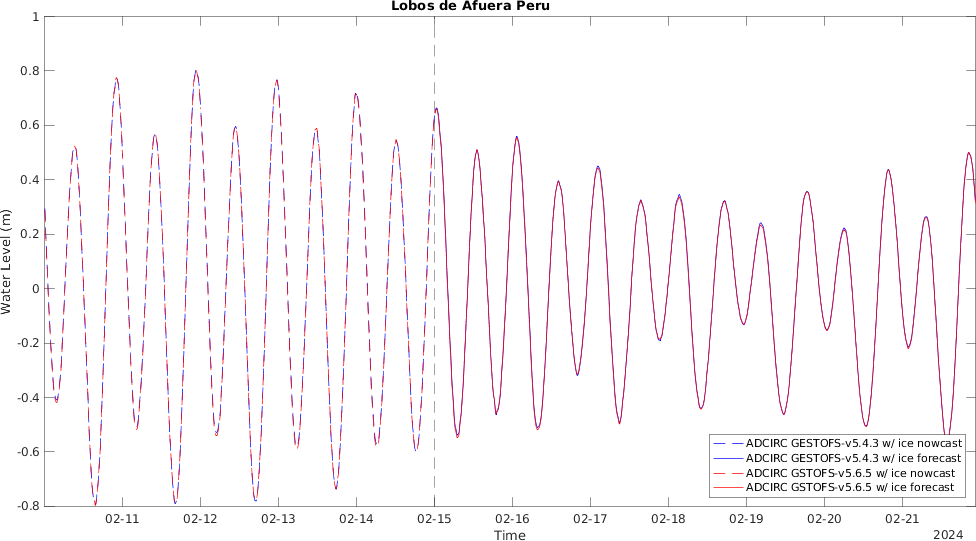 Lobos de Afuera Peru
Water Level (m)
1
0.8
0.6
0.4
0.2
0
-0.2
-0.4
-0.6
-0.8
ADCIRC GESTOFS-v5.4.3 w/ ice nowcast
ADCIRC GESTOFS-v5.4.3 w/ ice forecast
ADCIRC GSTOFS-v5.6.5 w/ ice nowcast
ADCIRC GSTOFS-v5.6.5 w/ ice forecast
02-11 02-12 02-13 02-14 02-15 02-16 02-17 02-18 02-19 02-20 02-21
Time
2024